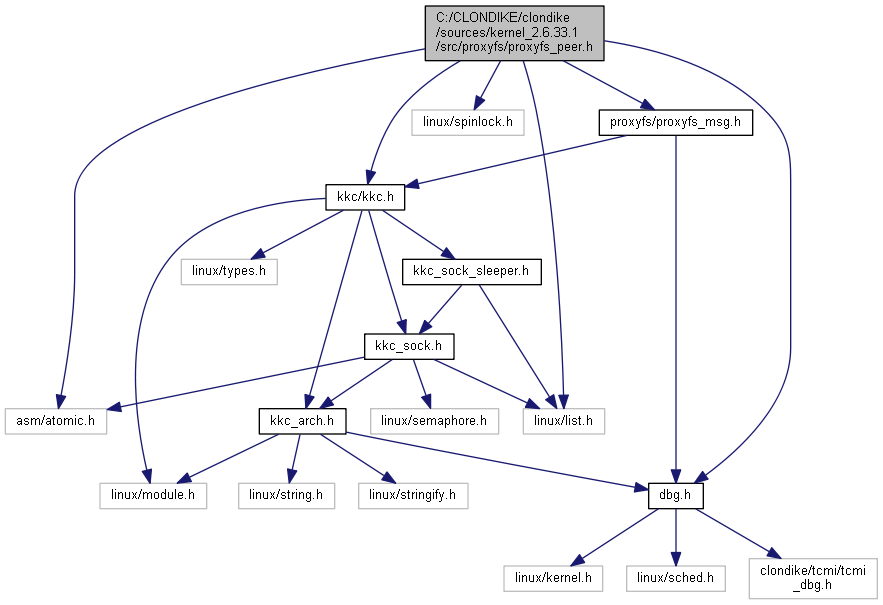 C:/CLONDIKE/clondike
/sources/kernel_2.6.33.1
/src/proxyfs/proxyfs_peer.h
linux/spinlock.h
proxyfs/proxyfs_msg.h
kkc/kkc.h
linux/types.h
kkc_sock_sleeper.h
kkc_sock.h
asm/atomic.h
kkc_arch.h
linux/semaphore.h
linux/list.h
linux/module.h
linux/string.h
linux/stringify.h
dbg.h
linux/kernel.h
linux/sched.h
clondike/tcmi/tcmi
_dbg.h